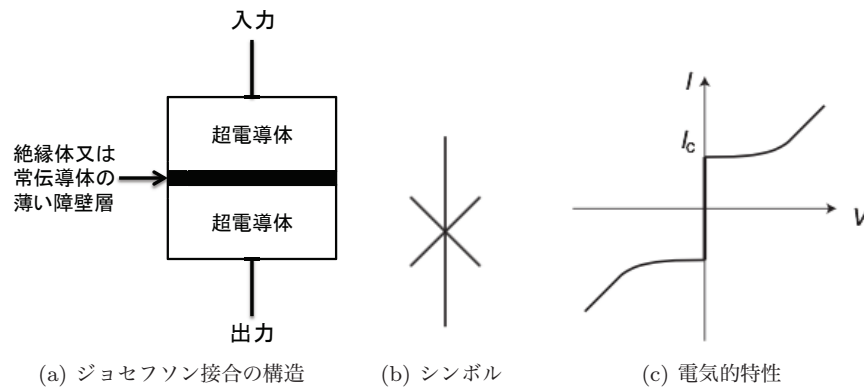 入力
超電導体
絶縁体又は
常伝導体の
薄い障壁層
超電導体
出力
I
Ic
V
(a) ジョセフソン接合の構造
(b) シンボル
(c) 電気的特性